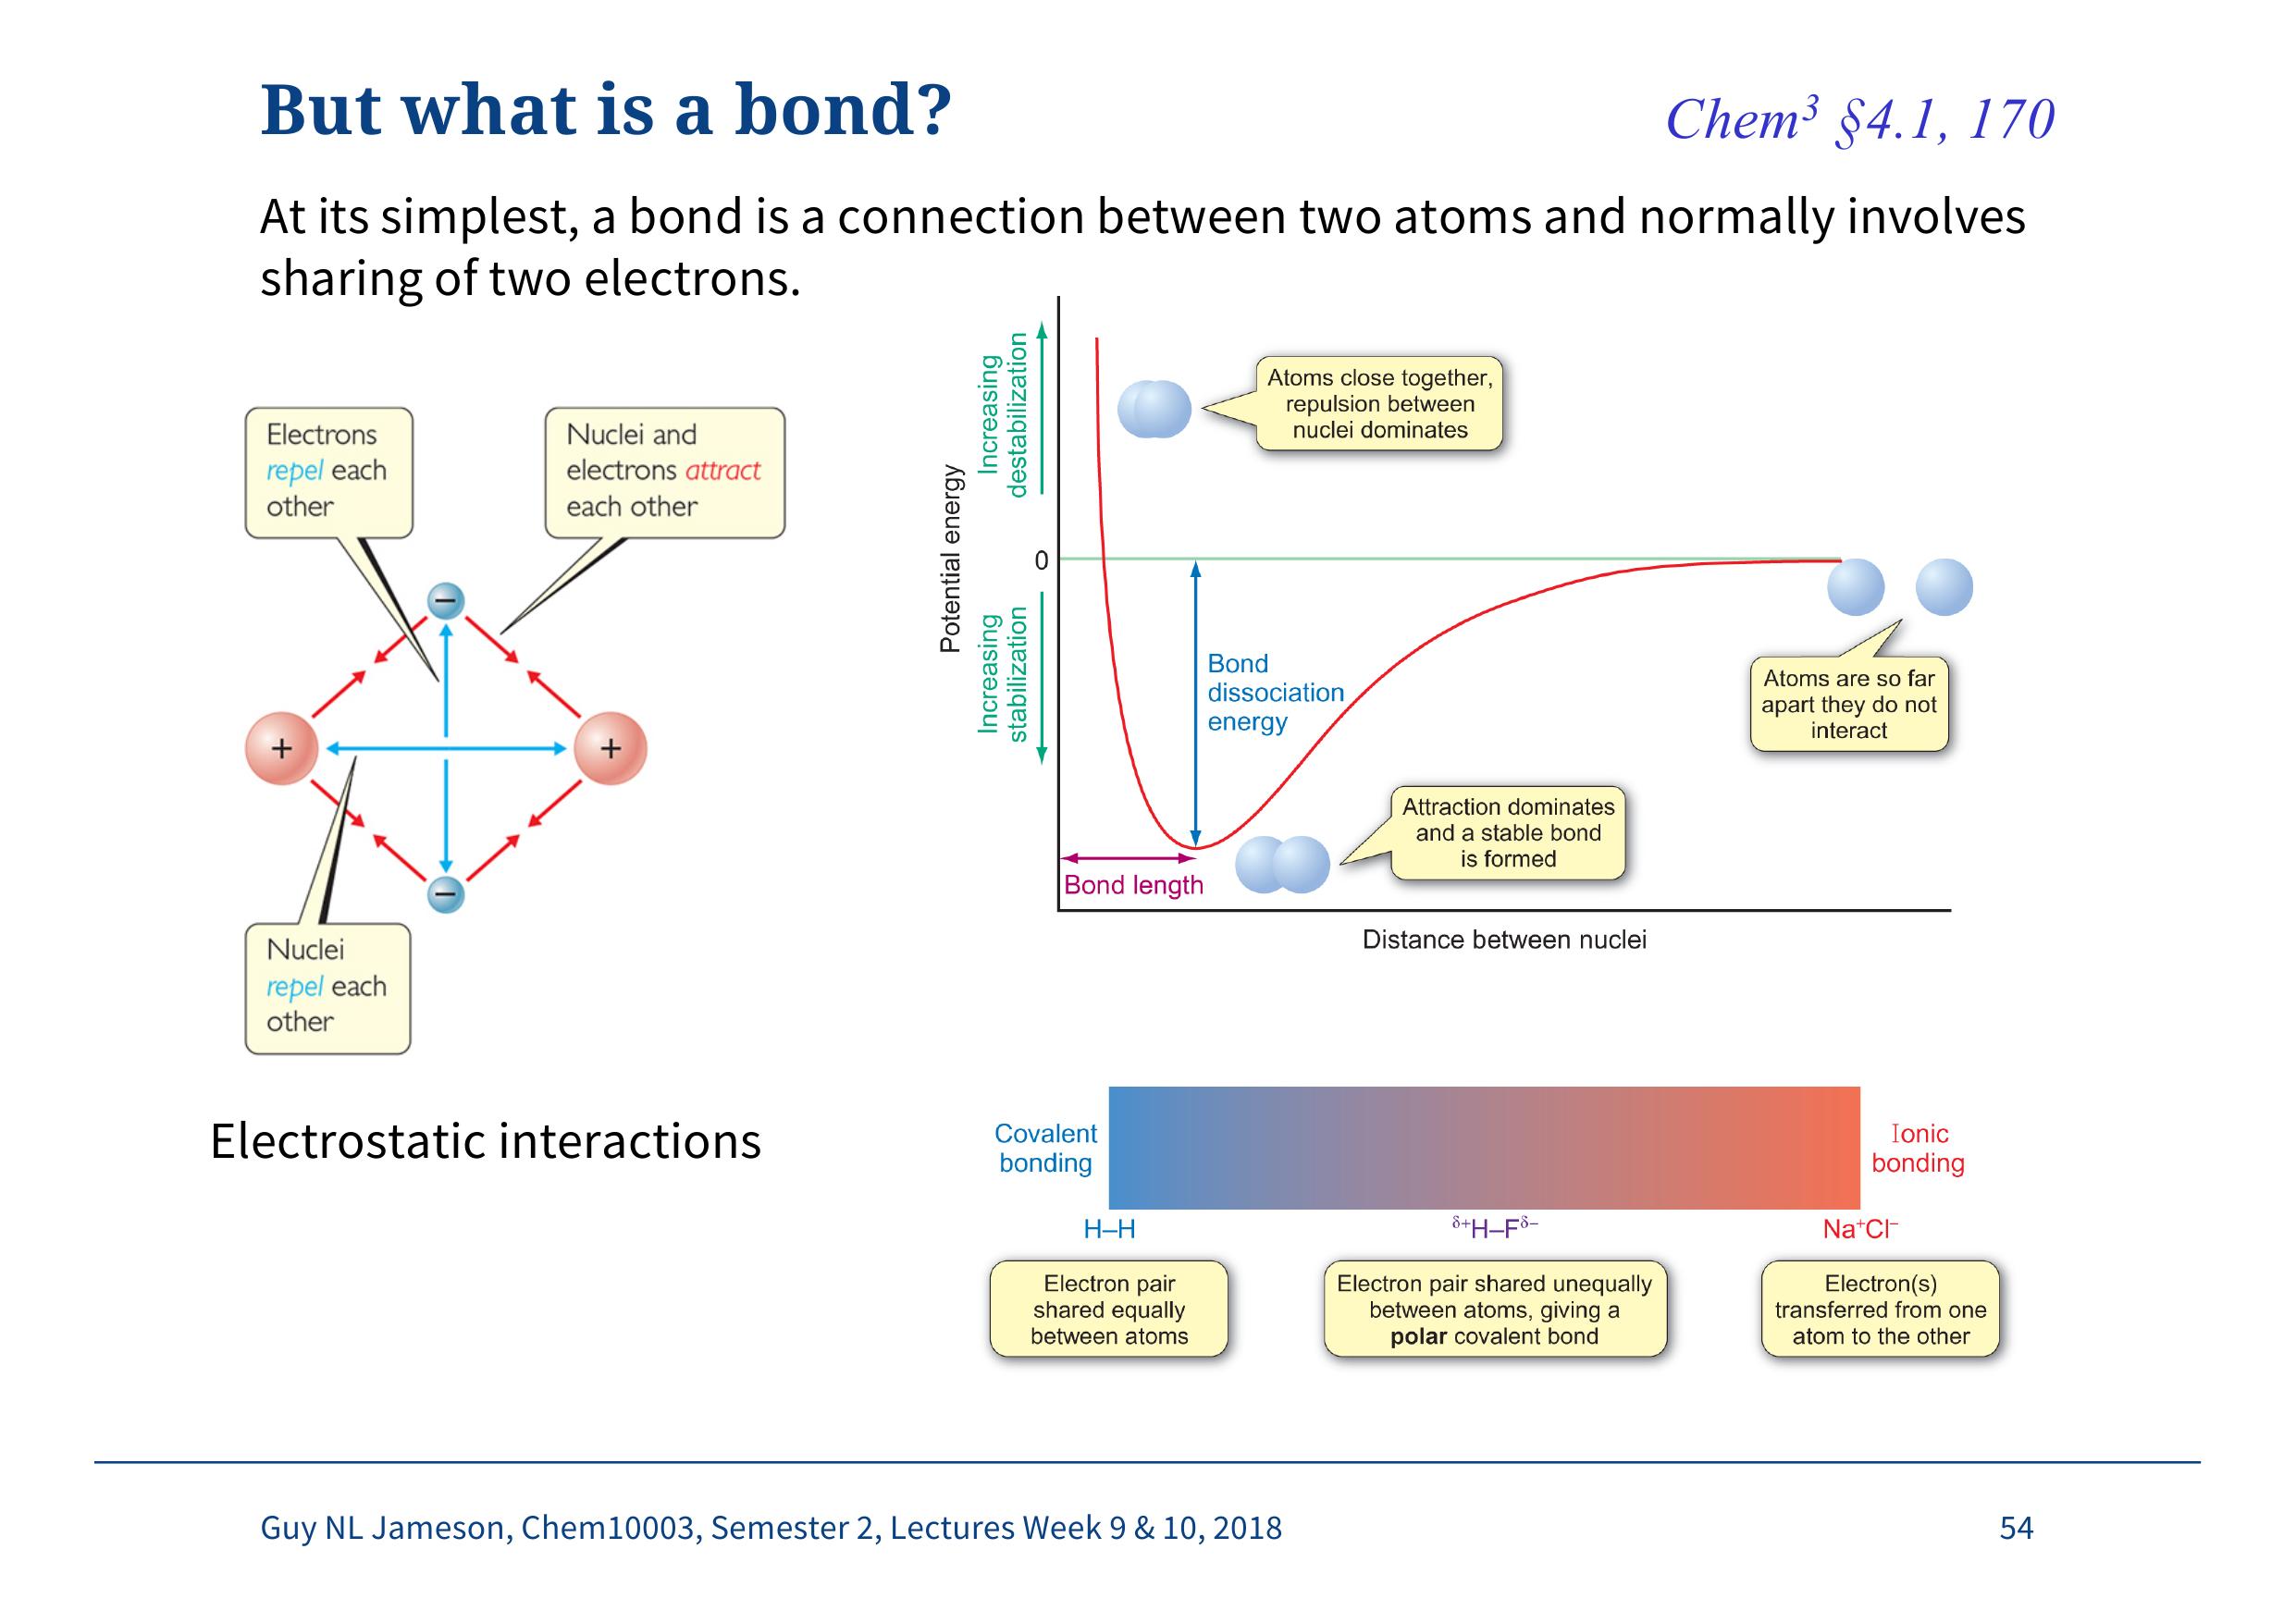 But what is a bond?
Chem³ §4.1, 170
At its simplest, a bond is a connection between two atoms and normally involves
sharing of two electrons.
Electrons
repel each
other
Nuclei and
electrons attract
each other
−
+
+
−
Nuclei
repel each
other
Electrostatic interactions
Potential energy
Increasing
destabilization
Increasing
stabilization
0
Atoms close together,
repulsion between
nuclei dominates
Bond
dissociation
energy
Atoms are so far
apart they do not
interact
Attraction dominates
and a stable bond
is formed
Bond length
Distance between nuclei
Covalent
bonding
Ionic
bonding
H–H
δ+H–Fδ−
Na⁺Cl⁻
Electron pair
shared equally
between atoms
Electron pair shared unequally
between atoms, giving a
polar covalent bond
Electron(s)
transferred from one
atom to the other
Guy NL Jameson, Chem10003, Semester 2, Lectures Week 9 & 10, 2018
54